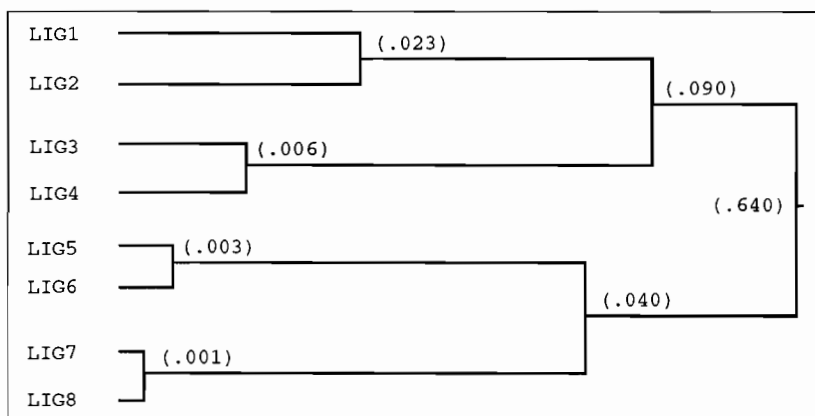 LIG1
(.023)
LIG2
(.090)
LIG3
(.006)
LIG4
(.640)
LIG5
(.003)
LIG6
(.040)
LIG7
(.001)
LIG8